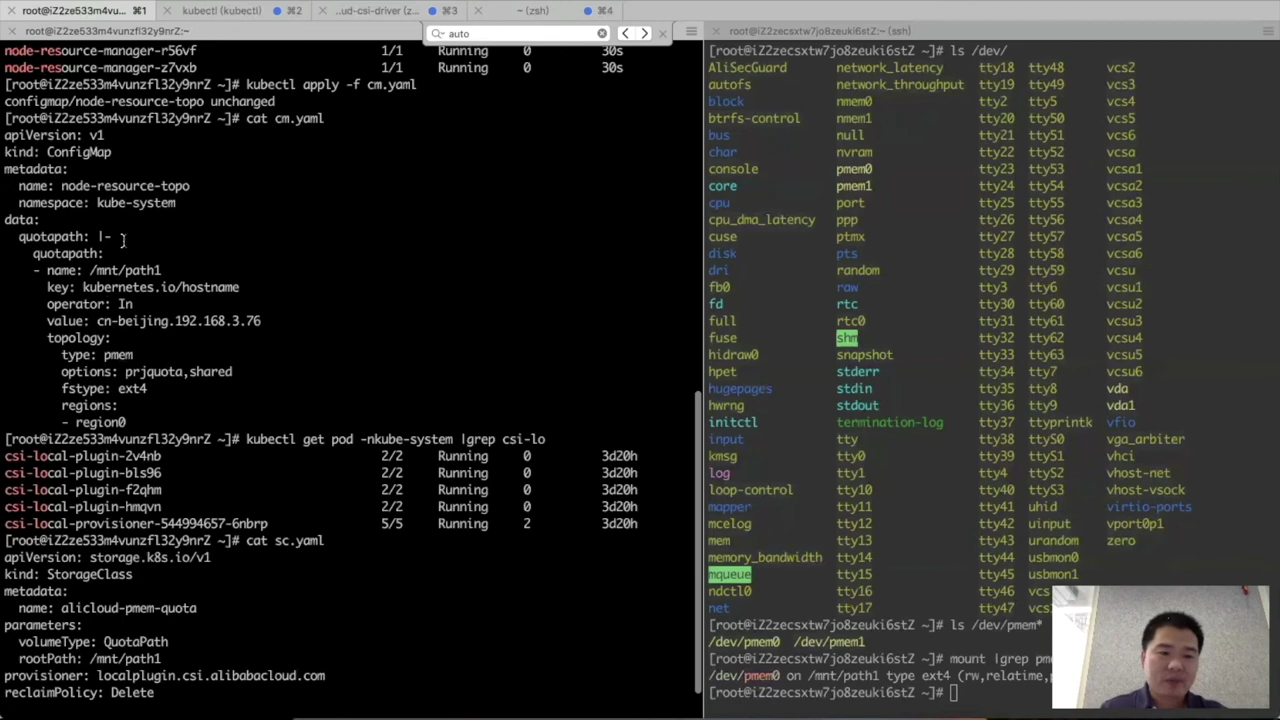 root@iZ2ze533m4vunzfl32y9nrZ:~ (... ⌘1
kubectl (kubectl) ⌘2
..ud-csi-driver (z... ⌘3
~ (zsh) ⌘4
root@iZ2ze533m4vunzfl32y9nrZ:~
auto
node-resource-manager-r56vf 1/1 Running 0 30s
node-resource-manager-z7vxb 1/1 Running 0 30s
[root@iZ2ze533m4vunzfl32y9nrZ ~]# kubectl apply -f cm.yaml
configmap/node-resource-topo unchanged
[root@iZ2ze533m4vunzfl32y9nrZ ~]# cat cm.yaml
apiVersion: v1
kind: ConfigMap
metadata:
name: node-resource-topo
namespace: kube-system
data:
quotapath: |-
quotapath:
- name: /mnt/path1
key: kubernetes.io/hostname
operator: In
value: cn-beijing.192.168.3.76
topology:
type: pmem
options: prjquota,shared
fstype: ext4
regions:
- region0
[root@iZ2ze533m4vunzfl32y9nrZ ~]# kubectl get pod -nkube-system |grep csi-lo
csi-local-plugin-2v4nb 2/2 Running 0 3d20h
csi-local-plugin-bls96 2/2 Running 0 3d20h
csi-local-plugin-f2qhm 2/2 Running 0 3d20h
csi-local-plugin-hmqvn 2/2 Running 0 3d20h
csi-local-provisioner-544994657-6nbrp 5/5 Running 2 3d20h
[root@iZ2ze533m4vunzfl32y9nrZ ~]# cat sc.yaml
apiVersion: storage.k8s.io/v1
kind: StorageClass
metadata:
name: alicloud-pmem-quota
parameters:
volumeType: QuotaPath
rootPath: /mnt/path1
provisioner: localplugin.csi.alibabacloud.com
reclaimPolicy: Delete
root@iZ2zecsxtw7jo8zeuki6stZ:~ (ssh)
[root@iZ2zecsxtw7jo8zeuki6stZ ~]# ls /dev/
AliSecGuard network_latency tty18 tty48 vcs2
autofs network_throughput tty19 tty49 vcs3
block nmem0 tty2 tty5 vcs4
btrfs-control nmem1 tty20 tty50 vcs5
bus null tty21 tty51 vcs6
char nvram tty22 tty52 vcsa
console pmem0 tty23 tty53 vcsa1
core pmem1 tty24 tty54 vcsa2
cpu port tty25 tty55 vcsa3
cpu_dma_latency ppp tty26 tty56 vcsa4
cuse ptmx tty27 tty57 vcsa5
disk pts tty28 tty58 vcsa6
dri random tty29 tty59 vcsu
fb0 raw tty3 tty6 vcsu1
fd rtc tty30 tty60 vcsu2
full rtc0 tty31 tty61 vcsu3
fuse shm tty32 tty62 vcsu4
hidraw0 snapshot tty33 tty63 vcsu5
hpet stderr tty34 tty7 vcsu6
hugepages stdin tty35 tty8 vda
hwrng stdout tty36 tty9 vda1
initctl termination-log tty37 ttyprintk vfio
input tty tty38 ttyS0 vga_arbiter
kmsg tty0 tty39 ttyS1 vhci
log tty1 tty4 ttyS2 vhost-net
loop-control tty10 tty40 ttyS3 vhost-vsock
mapper tty11 tty41 uhid virtio-ports
mcelog tty12 tty42 uinput vport0p1
mem tty13 tty43 urandom zero
memory_bandwidth tty14 tty44 usbmon0
mqueue tty15 tty45 usbmon1
ndctl0 tty16 tty46 vcs
net tty17 tty47
[root@iZ2zecsxtw7jo8zeuki6stZ ~]# ls /dev/pmem*
/dev/pmem0 /dev/pmem1
[root@iZ2zecsxtw7jo8zeuki6stZ ~]# mount |grep
/dev/pmem0 on /mnt/path1 type ext4 (rw,relatime,
[root@iZ2zecsxtw7jo8zeuki6stZ ~]#